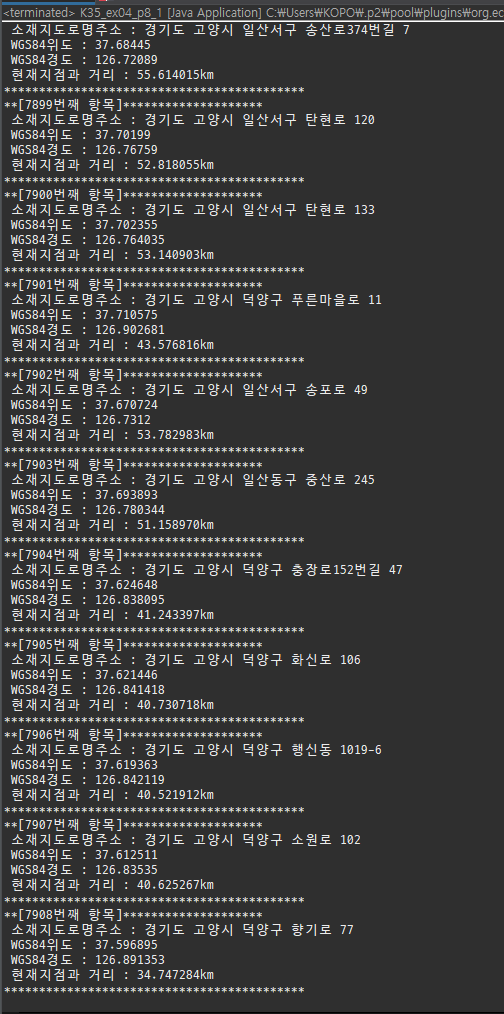 <terminated> K35_ex04_p8_1 [Java Application] C:₩Users₩KOPO₩.p2₩pool₩plugins₩org.ec
소재지도로명주소 : 경기도 고양시 일산서구 송산로374번길 7
WGS84위도 : 37.68445
WGS84경도 : 126.72089
현재지점과 거리 : 55.614015km
*****************************************
**[7899번째 항목]*******************
소재지도로명주소 : 경기도 고양시 일산서구 탄현로 120
WGS84위도 : 37.70199
WGS84경도 : 126.76759
현재지점과 거리 : 52.818055km
*****************************************
**[7900번째 항목]*******************
소재지도로명주소 : 경기도 고양시 일산서구 탄현로 133
WGS84위도 : 37.702355
WGS84경도 : 126.764035
현재지점과 거리 : 53.140903km
*****************************************
**[7901번째 항목]*******************
소재지도로명주소 : 경기도 고양시 덕양구 푸른마을로 11
WGS84위도 : 37.710575
WGS84경도 : 126.902681
현재지점과 거리 : 43.576816km
*****************************************
**[7902번째 항목]*******************
소재지도로명주소 : 경기도 고양시 일산서구 송포로 49
WGS84위도 : 37.670724
WGS84경도 : 126.7312
현재지점과 거리 : 53.782983km
*****************************************
**[7903번째 항목]*******************
소재지도로명주소 : 경기도 고양시 일산동구 중산로 245
WGS84위도 : 37.693893
WGS84경도 : 126.780344
현재지점과 거리 : 51.158970km
*****************************************
**[7904번째 항목]*******************
소재지도로명주소 : 경기도 고양시 덕양구 충장로152번길 47
WGS84위도 : 37.624648
WGS84경도 : 126.838095
현재지점과 거리 : 41.243397km
*****************************************
**[7905번째 항목]*******************
소재지도로명주소 : 경기도 고양시 덕양구 화신로 106
WGS84위도 : 37.621446
WGS84경도 : 126.841418
현재지점과 거리 : 40.730718km
*****************************************
**[7906번째 항목]*******************
소재지도로명주소 : 경기도 고양시 덕양구 행신동 1019-6
WGS84위도 : 37.619363
WGS84경도 : 126.842119
현재지점과 거리 : 40.521912km
*****************************************
**[7907번째 항목]*******************
소재지도로명주소 : 경기도 고양시 덕양구 소원로 102
WGS84위도 : 37.612511
WGS84경도 : 126.83535
현재지점과 거리 : 40.625267km
*****************************************
**[7908번째 항목]*******************
소재지도로명주소 : 경기도 고양시 덕양구 향기로 77
WGS84위도 : 37.596895
WGS84경도 : 126.891353
현재지점과 거리 : 34.747284km
*****************************************